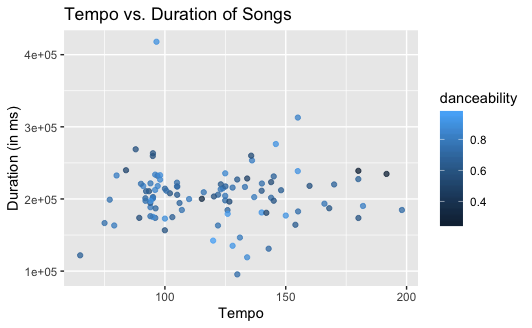 Tempo vs. Duration of Songs
4e+05
3e+05
2e+05
1e+05
Duration (in ms)
100
150
200
Tempo
danceability
0.8
0.6
0.4